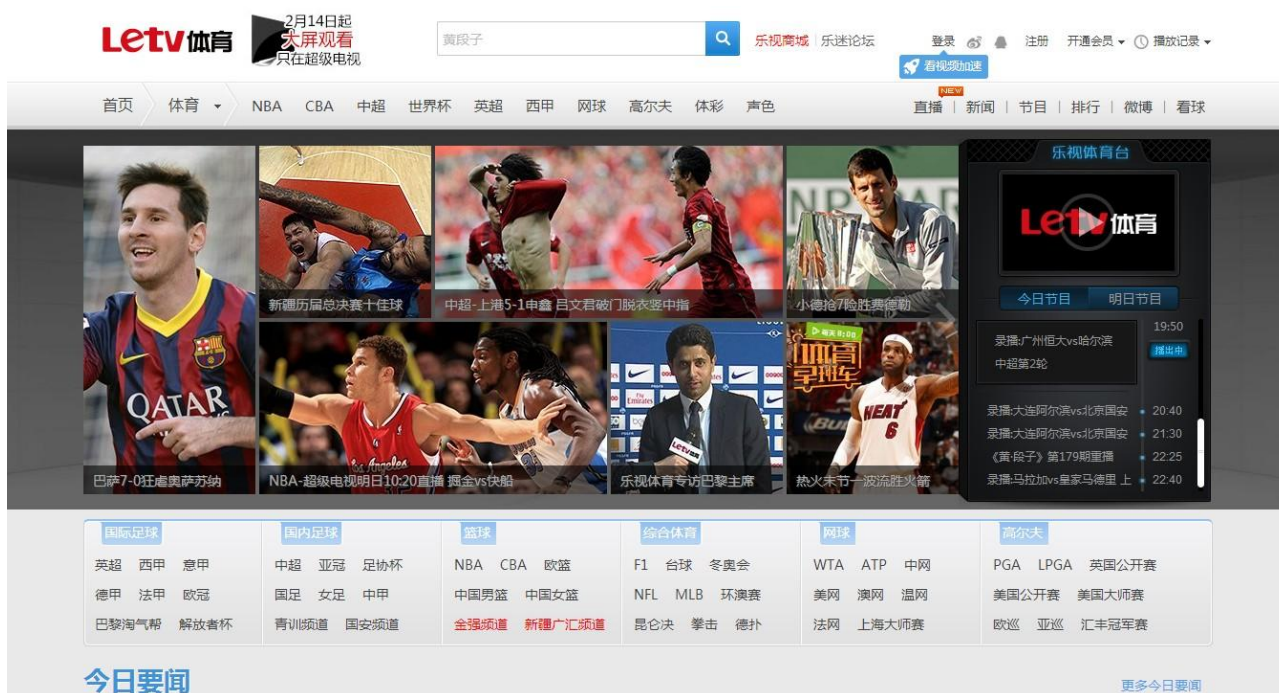 Letv体育
2月14日起
大屏观看
只在超级电视
黄段子
乐视商城 乐迷论坛
登录 注册 开通会员 播放记录
看视频加速
首页 体育 NBA CBA 中超 世界杯 英超 西甲 网球 高尔夫 体彩 声色
NEW
直播 | 新闻 | 节目 | 排行 | 微博 | 看球
QATAR
巴萨7-0狂虐奥萨苏纳
新疆历届总决赛十佳球
中超-上港5-1申鑫 吕文君破门脱衣竖中指
小德抢7险胜费德勒
Los Angeles
NBA-超级电视明日10:20直播 掘金vs快船
Fly Emirates
Letv体育
乐视体育专访巴黎主席
每天8:00
体育
早班车
HEAT
6
热火末节一波流胜火箭
乐视体育台
Letv体育
今日节目 明日节目
录播:广州恒大vs哈尔滨
中超第2轮
19:50
播出中
录播:大连阿尔滨vs北京国安 20:40
录播:大连阿尔滨vs北京国安 21:30
《黄·段子》第179期重播 22:25
录播:马拉加vs皇家马德里 上 22:40
国际足球 国内足球 篮球 综合体育 网球 高尔夫
英超 西甲 意甲 中超 亚冠 足协杯 NBA CBA 欧篮 F1 台球 冬奥会 WTA ATP 中网 PGA LPGA 英国公开赛
德甲 法甲 欧冠 国足 女足 中甲 中国男篮 中国女篮 NFL MLB 环澳赛 美网 澳网 温网 美国公开赛 美国大师赛
巴黎淘气帮 解放者杯 青训频道 国安频道 金强频道 新疆广汇频道 昆仑决 拳击 德扑 法网 上海大师赛 欧巡 亚巡 汇丰冠军赛
今日要闻
更多今日要闻